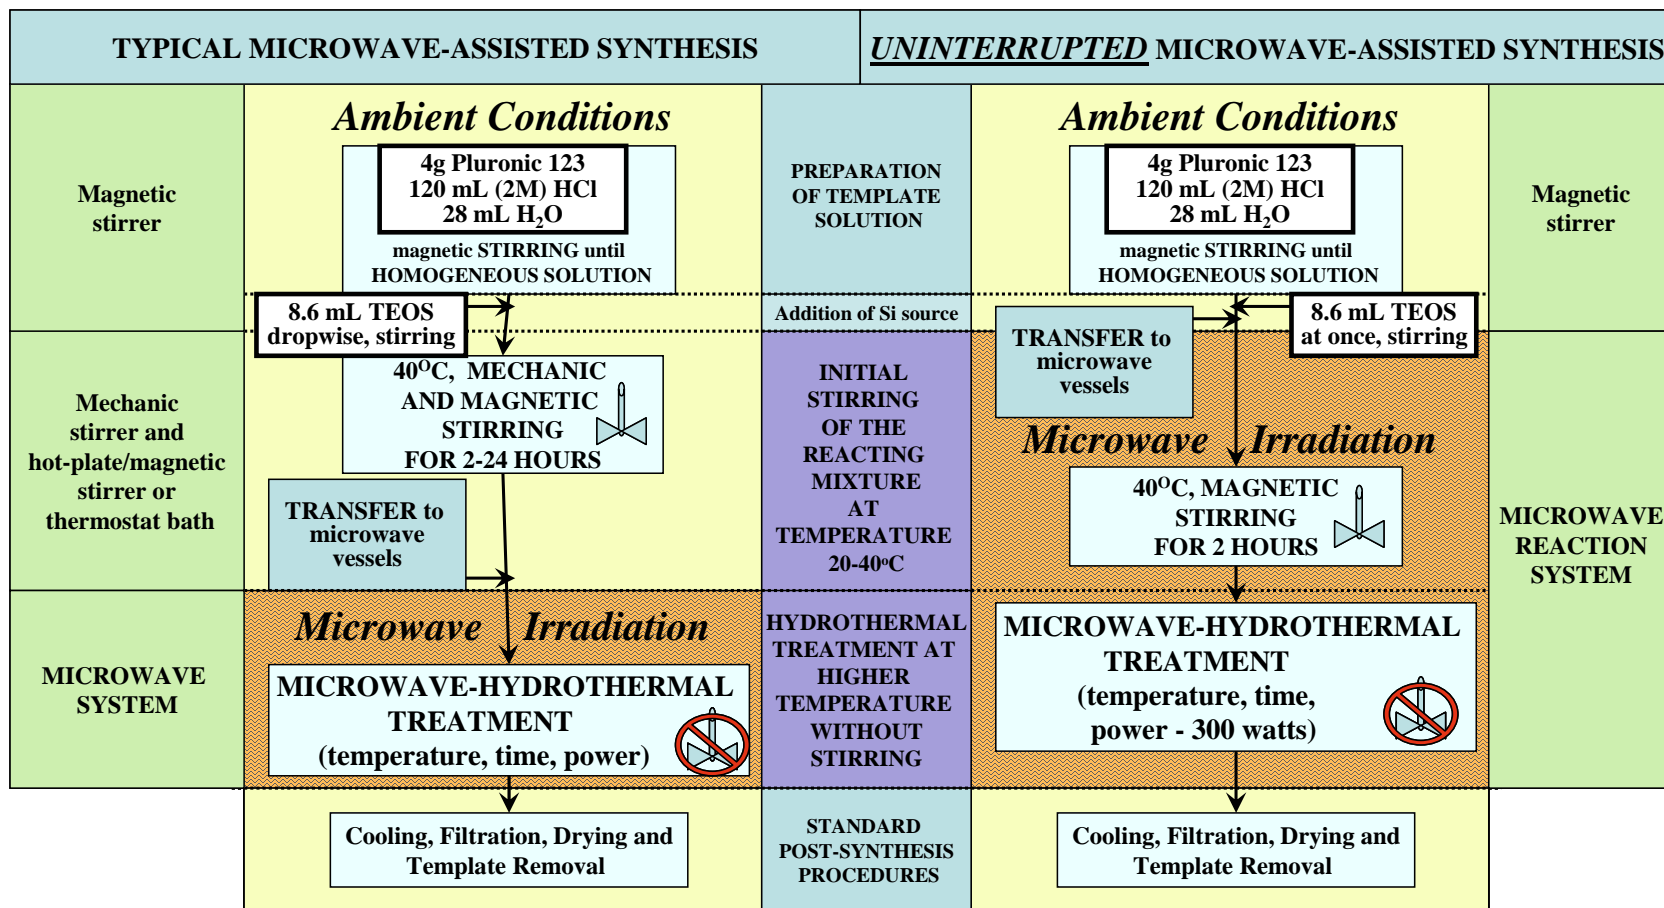 TYPICAL MICROWAVE-ASSISTED SYNTHESIS
UNINTERRUPTED MICROWAVE-ASSISTED SYNTHESIS
Magnetic
stirrer
Ambient Conditions
4g Pluronic 123
120 mL (2M) HCl
28 mL H2O
magnetic STIRRING until
HOMOGENEOUS SOLUTION
PREPARATION
OF TEMPLATE
SOLUTION
Ambient Conditions
4g Pluronic 123
120 mL (2M) HCl
28 mL H2O
magnetic STIRRING until
HOMOGENEOUS SOLUTION
Magnetic
stirrer
8.6 mL TEOS
dropwise, stirring
Addition of Si source
TRANSFER to
microwave
vessels
8.6 mL TEOS
at once, stirring
Mechanic
stirrer and
hot-plate/magnetic
stirrer or
thermostat bath
40OC, MECHANIC
AND MAGNETIC
STIRRING
FOR 2-24 HOURS
TRANSFER to
microwave
vessels
INITIAL
STIRRING
OF THE
REACTING
MIXTURE
AT
TEMPERATURE
20-40oC
Microwave Irradiation
40OC, MAGNETIC
STIRRING
FOR 2 HOURS
MICROWAVE
REACTION
SYSTEM
MICROWAVE
SYSTEM
Microwave Irradiation
MICROWAVE-HYDROTHERMAL
TREATMENT
(temperature, time, power)
HYDROTHERMAL
TREATMENT AT
HIGHER
TEMPERATURE
WITHOUT
STIRRING
MICROWAVE-HYDROTHERMAL
TREATMENT
(temperature, time,
power - 300 watts)
Cooling, Filtration, Drying and
Template Removal
STANDARD
POST-SYNTHESIS
PROCEDURES
Cooling, Filtration, Drying and
Template Removal